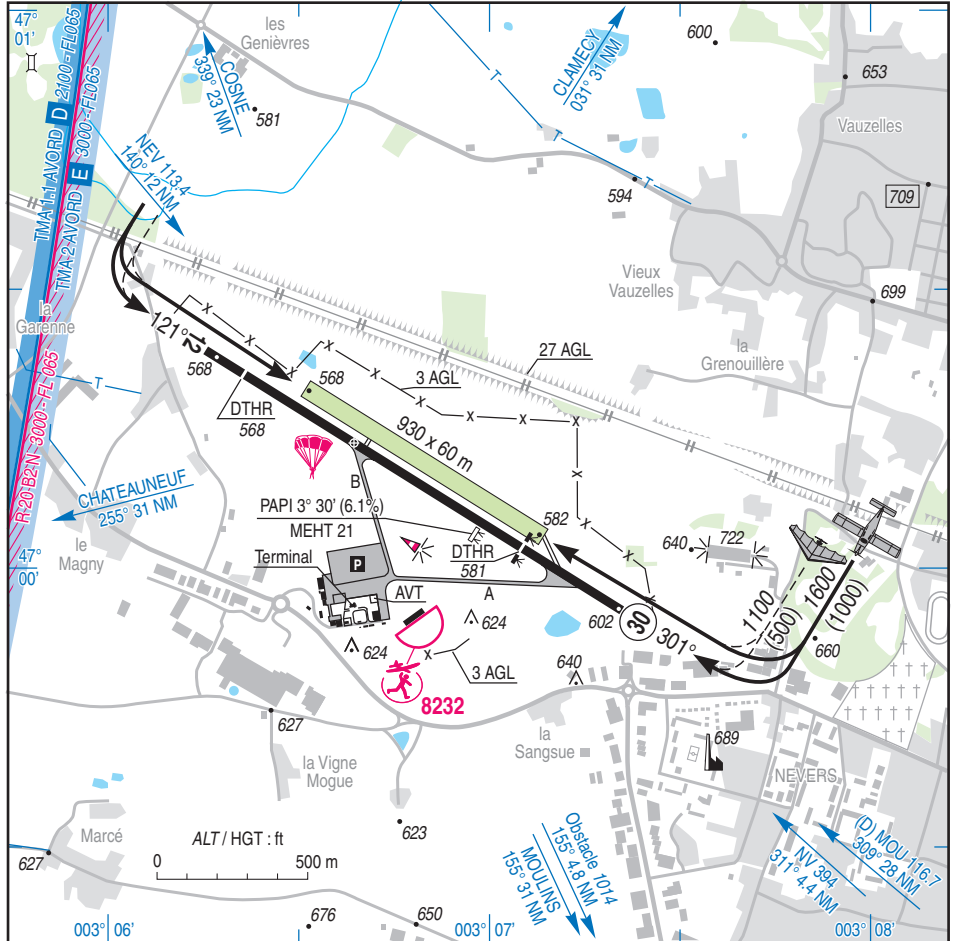 47°
01'
les
Genièvres
COSNE
339° 23 NM
581
CLAMECY
031° 31 NM
600
653
Vauzelles
709
TMA 1.1 AVORD D 2100 - FL065
TMA 2 AVORD E 3000 - FL065
NEV 113.4
140° 12 NM
T
T
594
T
Vieux
Vauzelles
699
la
Garenne
la
Grenouillère
T
R 20 B2 N 3000 - FL 065
121°
12
568
DTHR
568
568
27 AGL
3 AGL
930 x 60 m
CHATEAUNEUF
255° 31 NM
B
PAPI 3° 30' (6.1%)
MEHT 21
582
DTHR
581
640
722
le
Magny
47°
00'
Terminal
P
AVT
A
1100
(500)
1600
(1000)
602
30
301°
660
624
624
3 AGL
640
8232
627
la
Sangsue
689
la Vigne
Mogue
NEVERS
Marcé
627
ALT / HGT : ft
0
500 m
623
Obstacle 1014
155° 4.8 NM
MOULINS
155° 31 NM
(D) MOU 116.7
309° 28 NM
NV 394
311° 4.4 NM
676
650
003° 06'
003° 07'
003° 08'